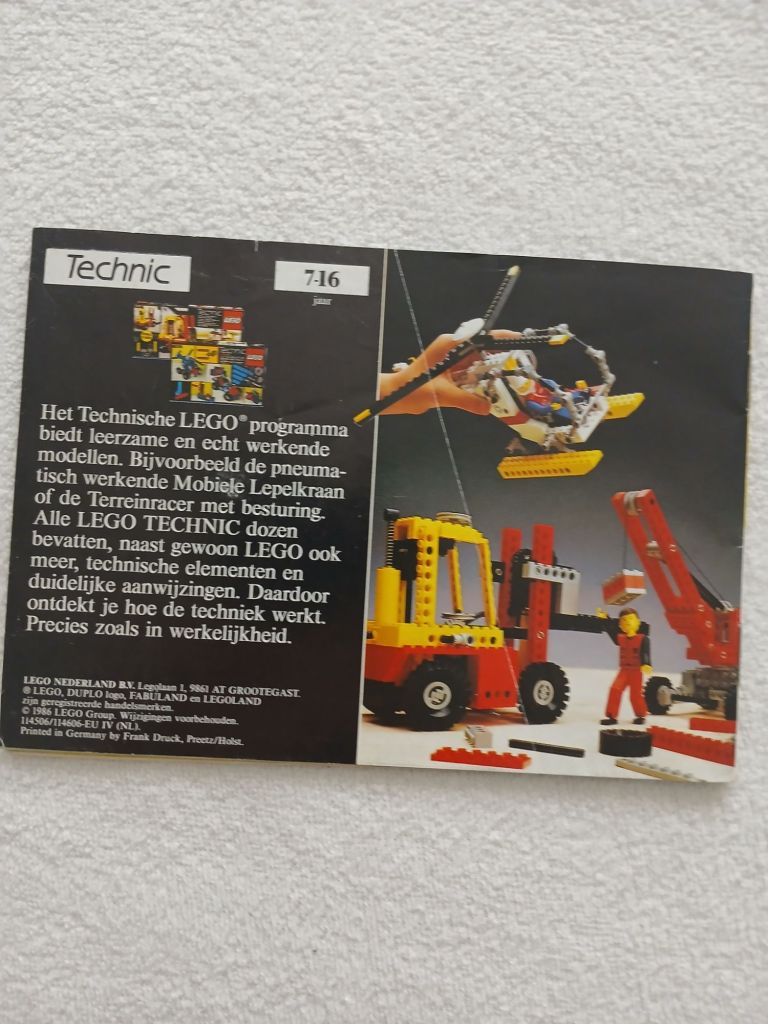 Technic
7-16
jaar
LEGO
LEGO
Het Technische LEGO® programma
biedt leerzame en echt werkende
modellen. Bijvoorbeeld de pneuma-
tisch werkende Mobiele Lepelkraan
of de Terreinracer met besturing.
Alle LEGO TECHNIC dozen
bevatten, naast gewoon LEGO ook
meer, technische elementen en
duidelijke aanwijzingen. Daardoor
ontdekt je hoe de techniek werkt.
Precies zoals in werkelijkheid.
LEGO NEDERLAND B.V. Legolaan 1, 9861 AT GROOTEGAST.
® LEGO, DUPLO logo, FABULAND en LEGOLAND
zijn geregistreerde handelsmerken.
© 1986 LEGO Group. Wijzigingen voorbehouden.
114506/114606-EU IV (NL).
Printed in Germany by Frank Druck, Preetz/Holst.